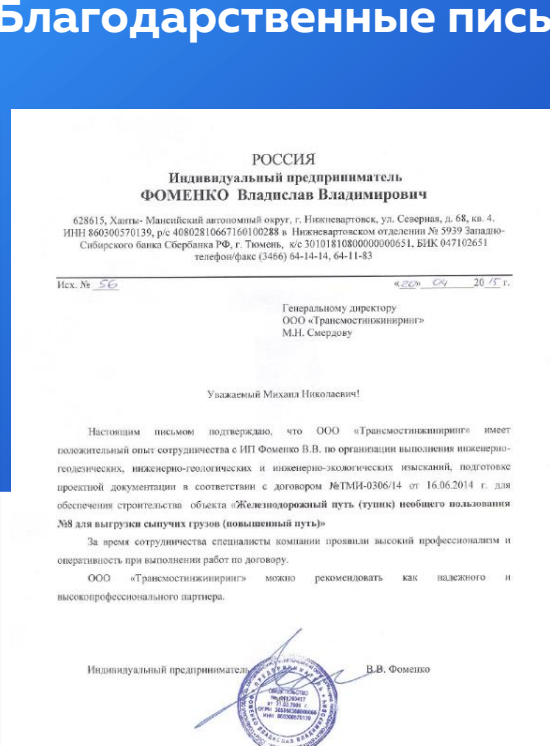 Благодарственные пись
РОССИЯ
Индивидуальный предприниматель
ФОМЕНКО Владислав Владимирович
628615, Ханты- Мансийский автономный округ, г. Нижневартовск, ул. Северная, д. 68, кв. 4.
ИНН 860300570139, р/с 40802810667160100288 в Нижневартовском отделении № 5939 Западно-
Сибирского банка Сбербанка РФ, г. Тюмень, к/с 30101810800000000651, БИК 047102651
телефон/факс (3466) 64-14-14, 64-11-83
Исх. № 56 «20» 04 2015 г.
Генеральному директору
ООО «Трансмостинжиниринг»
М.Н. Смердову
Уважаемый Михаил Николаевич!
Настоящим письмом подтверждаю, что ООО «Трансмостинжиниринг» имеет
положительный опыт сотрудничества с ИП Фоменко В.В. по организации выполнения инженерно-
геодезических, инженерно-геологических и инженерно-экологических изысканий, подготовке
проектной документации в соответствии с договором №ТМИ-0306/14 от 16.06.2014 г. для
обеспечения строительства объекта «Железнодорожный путь (тупик) необщего пользования
№8 для выгрузки сыпучих грузов (повышенный путь)»
За время сотрудничества специалисты компании проявили высокий профессионализм и
оперативность при выполнении работ по договору.
ООО «Трансмостинжиниринг» можно рекомендовать как надежного и
высокопрофессионального партнера.
Индивидуальный предприниматель В.В. Фоменко
СВИДЕТЕЛЬСТВО
ИНН 860300570139